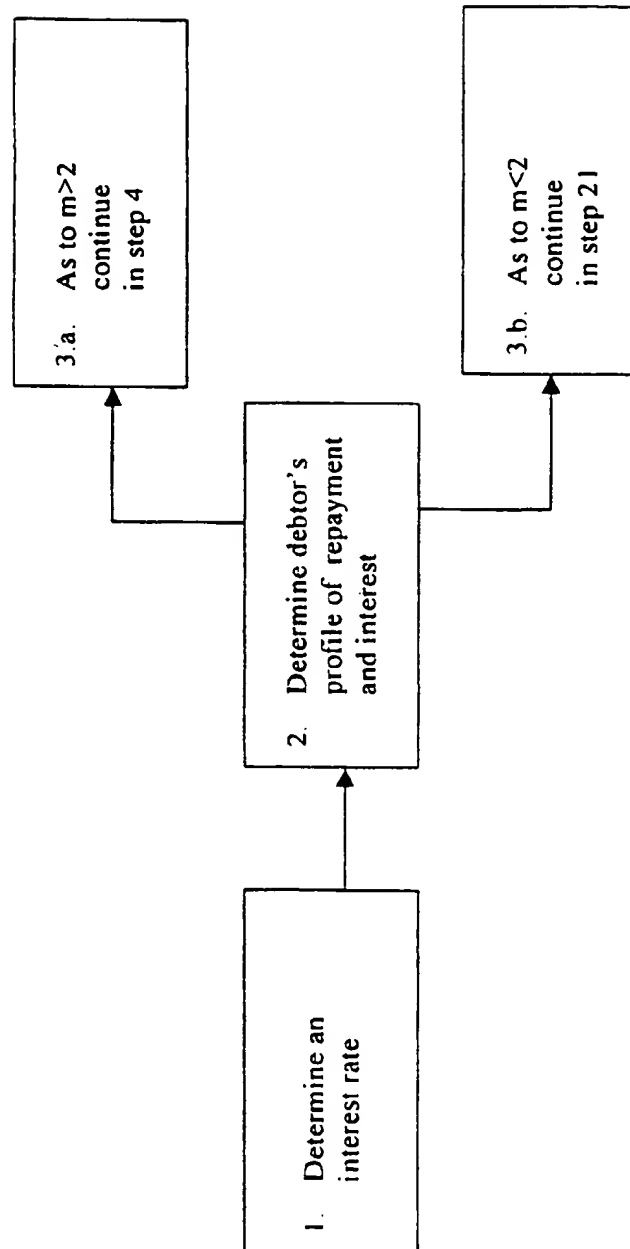 1. Determine an
interest rate
2. Determine debtor's
profile of repayment
and interest
3.a. As to m>2
continue
in step 4
3.b. As to m<2
continue
in step 21